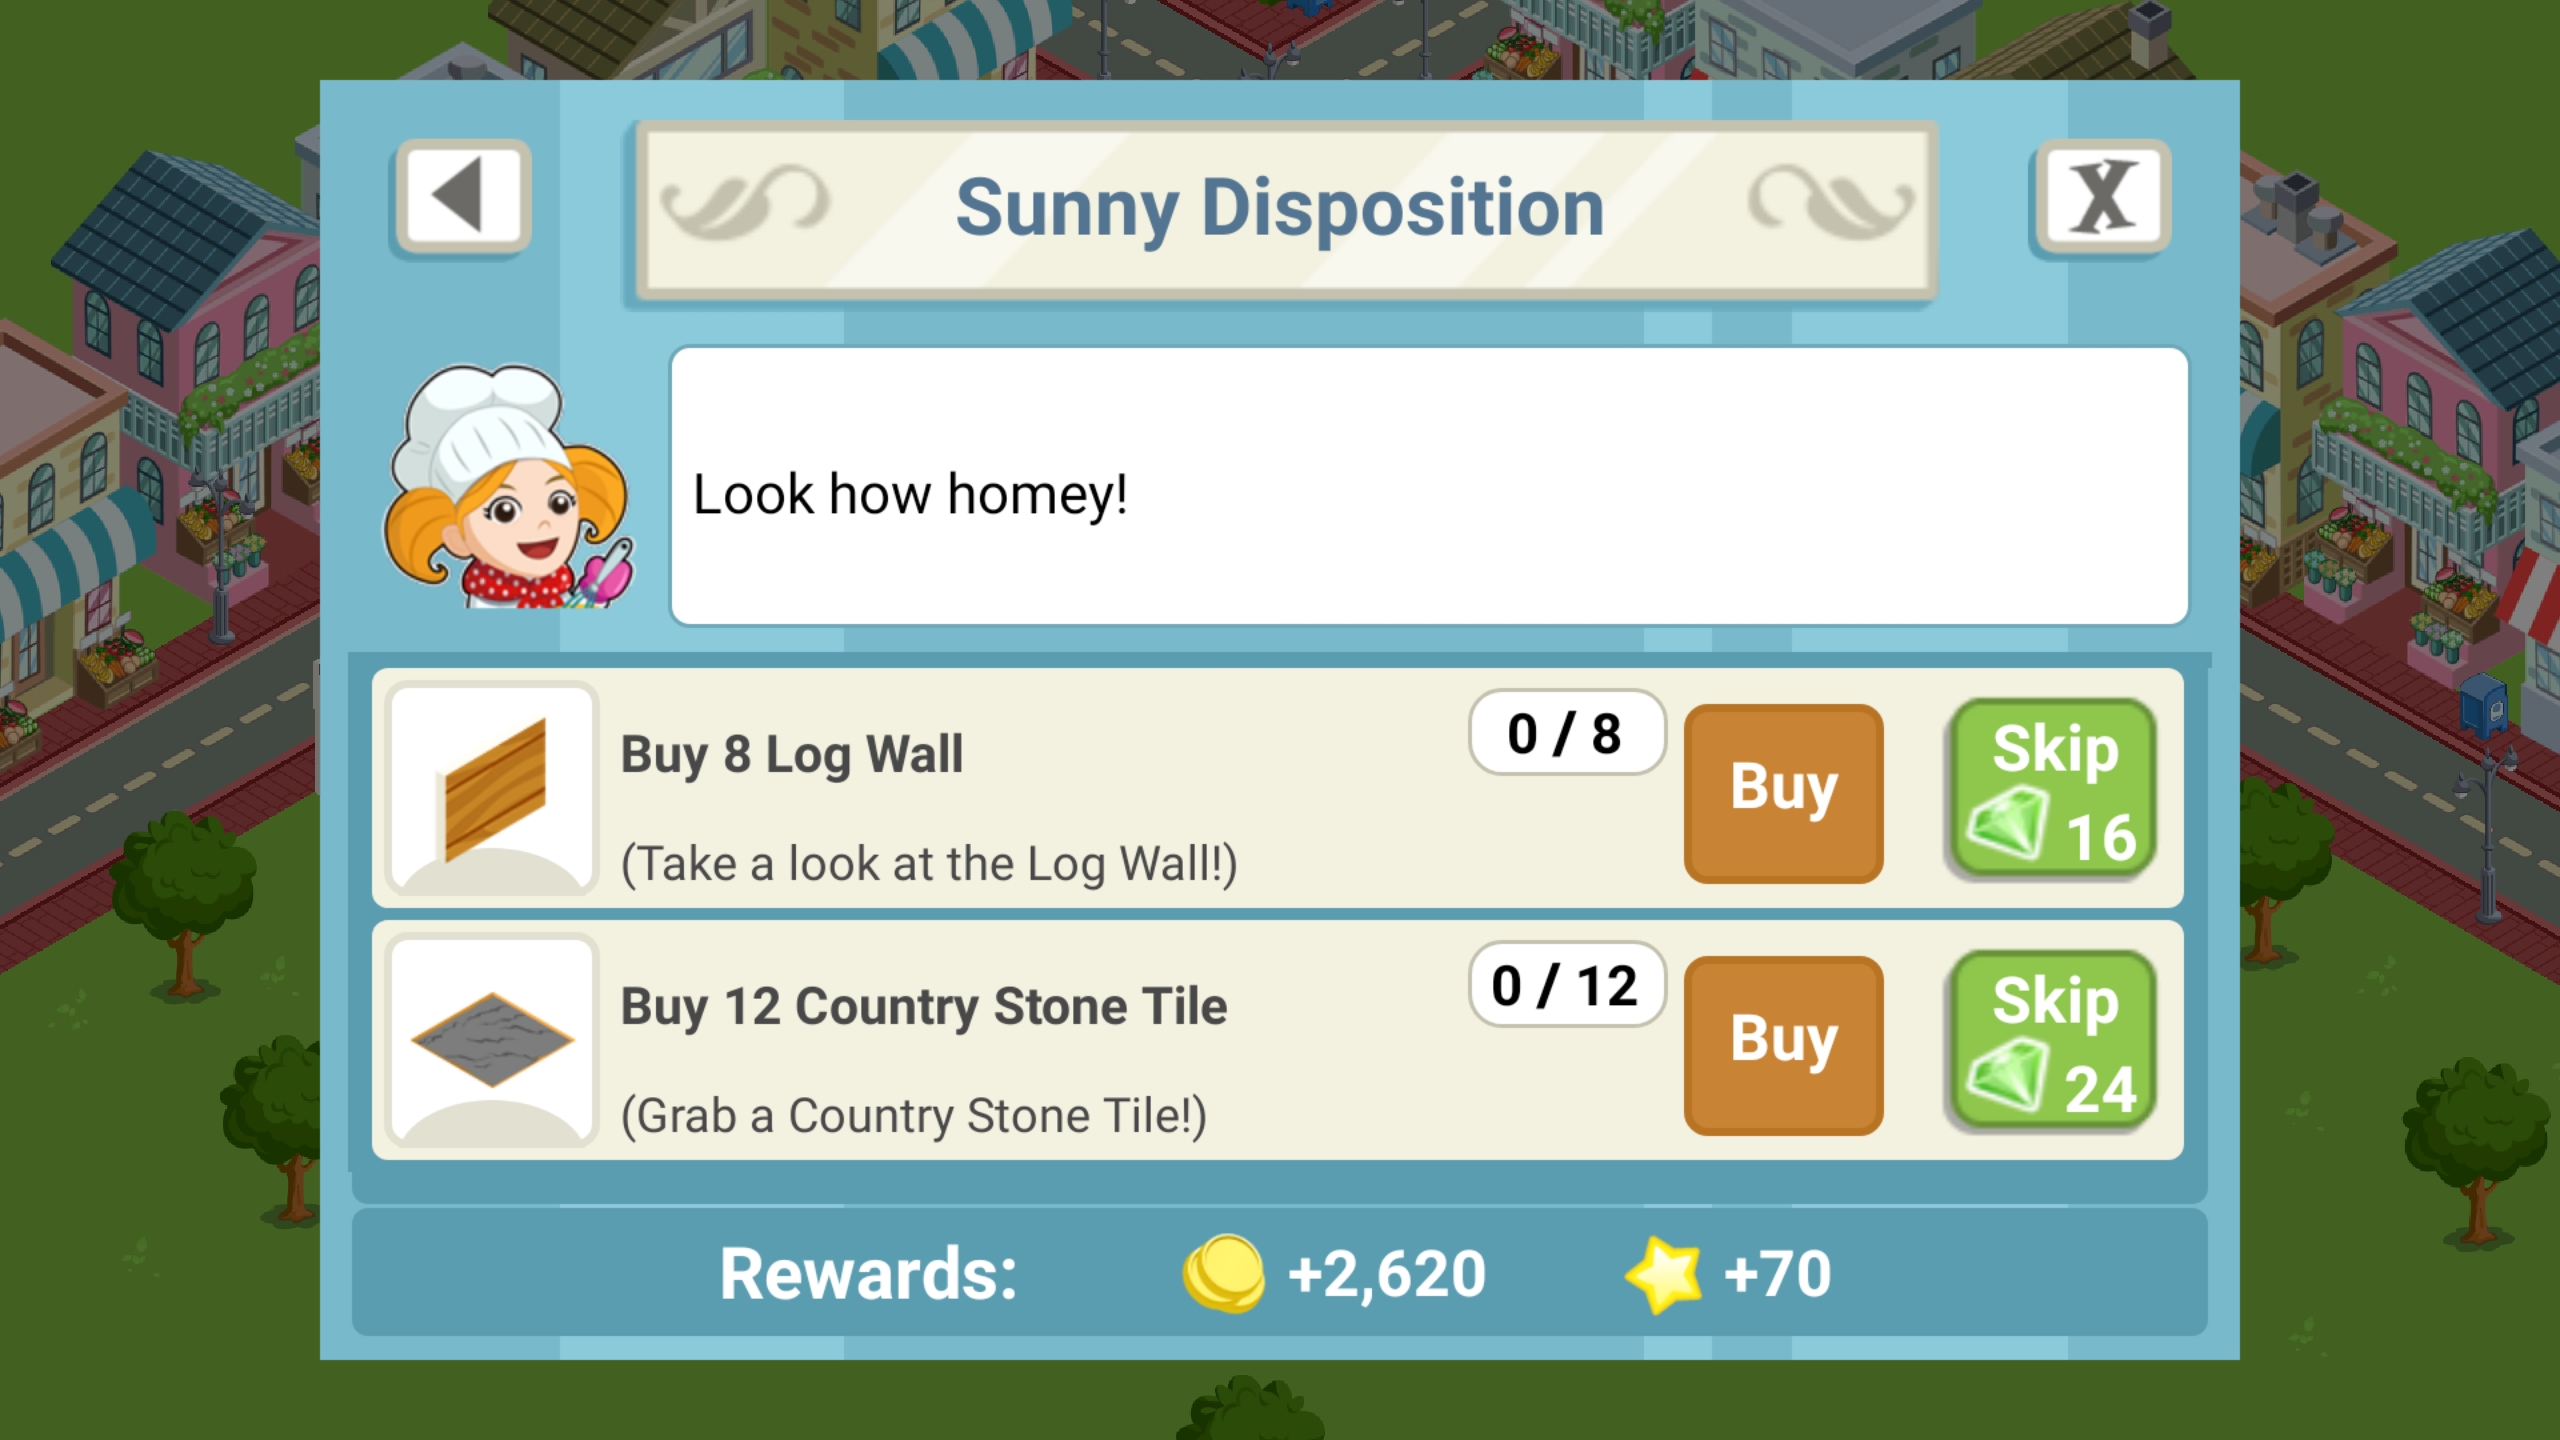 Sunny Disposition
X
Look how homey!
Buy 8 Log Wall
(Take a look at the Log Wall!)
0 / 8
Buy
Skip
16
Buy 12 Country Stone Tile
(Grab a Country Stone Tile!)
0 / 12
Buy
Skip
24
Rewards: +2,620 +70